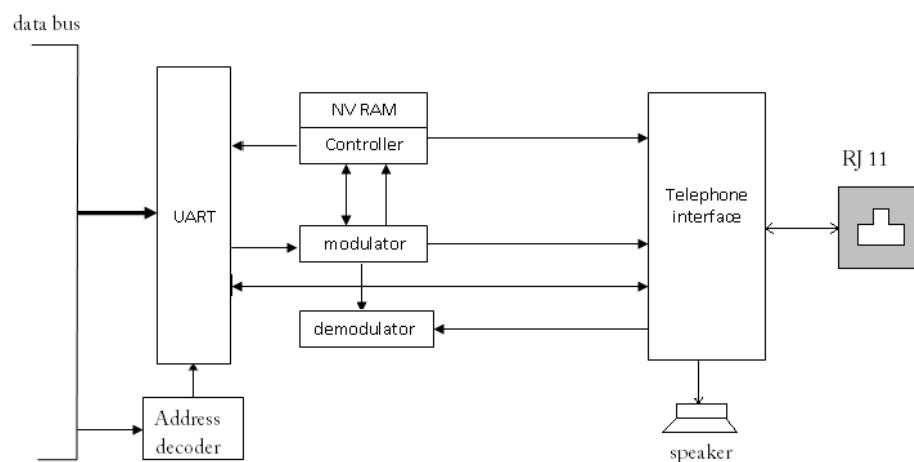 data bus
NV RAM
Controller
UART
modulator
demodulator
Address
decoder
Telephone
interface
RJ 11
speaker